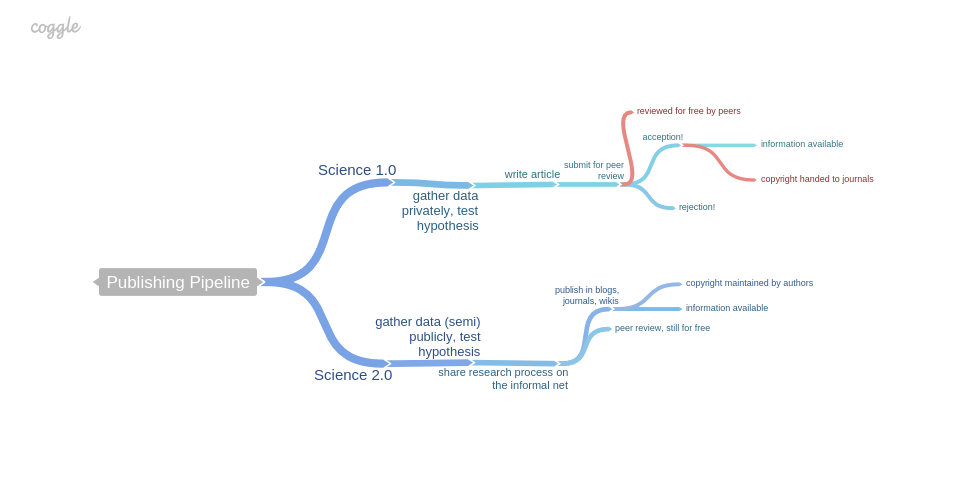 coggle
reviewed for free by peers
acception!
information available
submit for peer
review
Science 1.0
write article
copyright handed to journals
gather data
privately, test
hypothesis
rejection!
Publishing Pipeline
publish in blogs,
journals, wikis
copyright maintained by authors
information available
gather data (semi)
publicly, test
hypothesis
peer review, still for free
Science 2.0
share research process on
the informal net